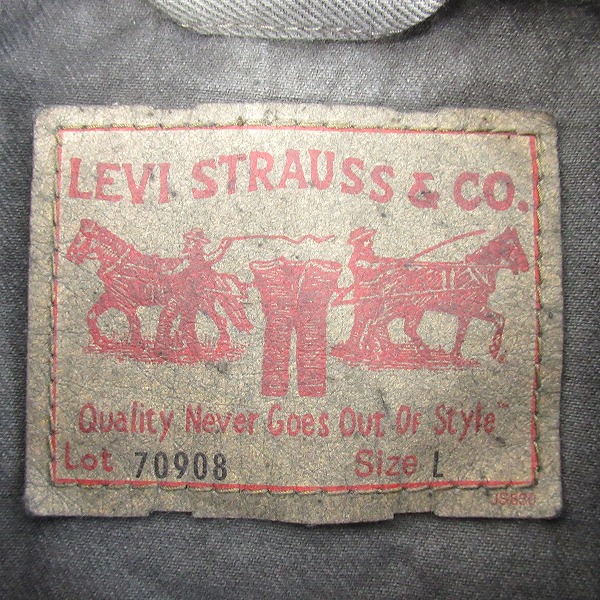 LEVI STRAUSS & CO.
Quality Never Goes Out Of Style™
Lot 70908 Size L